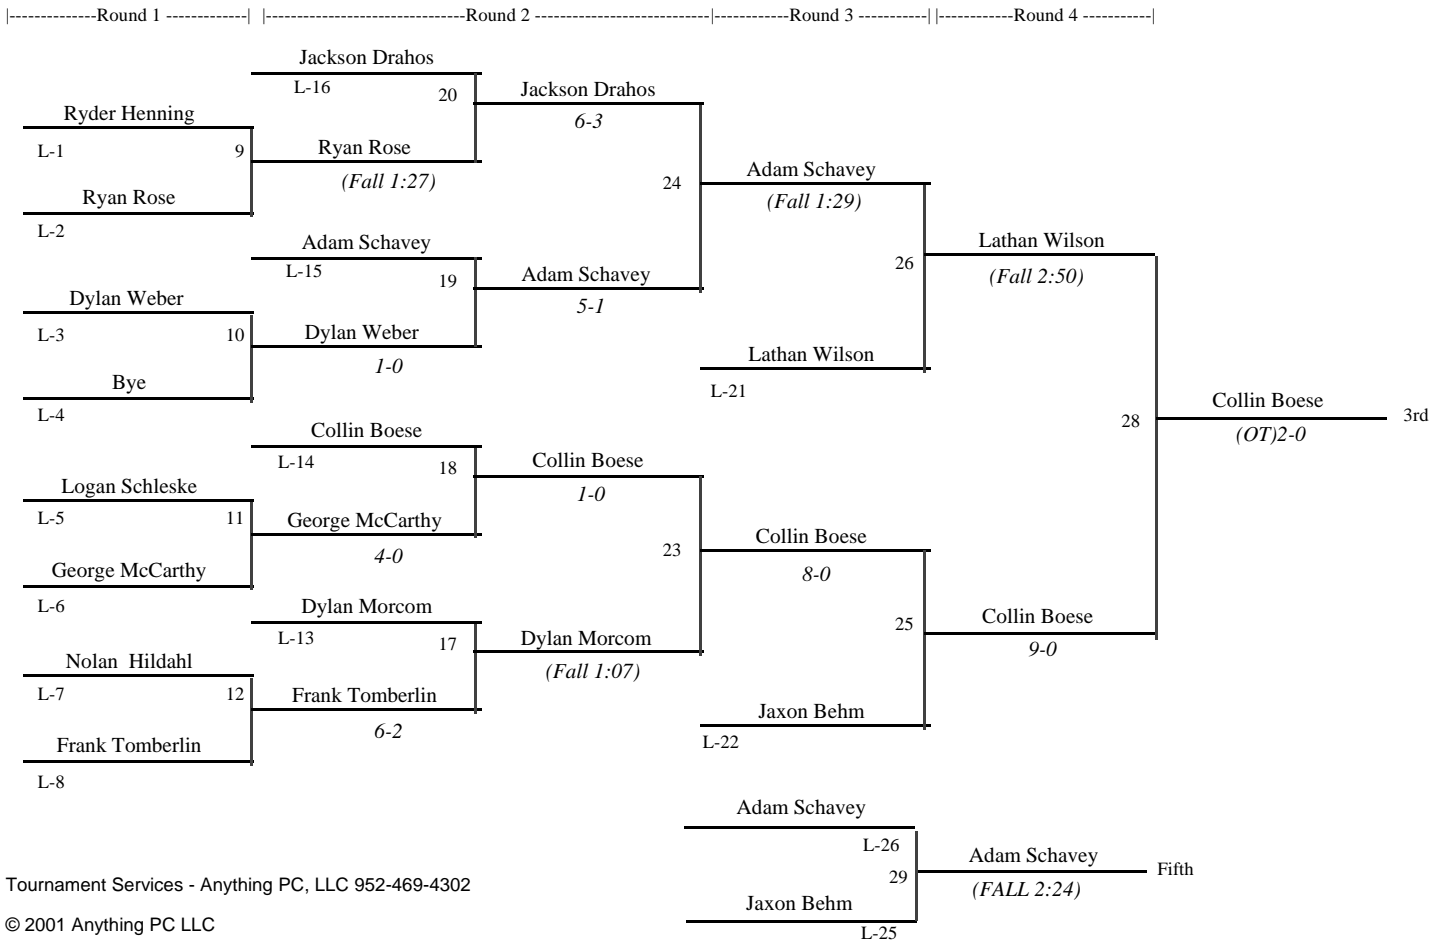 |--------------Round 1 -------------| |-----------------------------Round 2 -------------------------|------------Round 3 ----------| |-----------Round 4 ----------|
Jackson Drahos
L-16
20
Jackson Drahos
6-3
Ryder Henning
L-1
9
Ryan Rose
(Fall 1:27)
Ryan Rose
L-2
24
Adam Schavey
(Fall 1:29)
Adam Schavey
L-15
19
Adam Schavey
5-1
Dylan Weber
L-3
10
Dylan Weber
1-0
Bye
L-4
26
Lathan Wilson
(Fall 2:50)
Lathan Wilson
L-21
28
Collin Boese
(OT)2-0
3rd
Collin Boese
L-14
18
Collin Boese
1-0
Logan Schleske
L-5
11
George McCarthy
4-0
George McCarthy
L-6
23
Collin Boese
8-0
Dylan Morcom
L-13
17
Dylan Morcom
(Fall 1:07)
Nolan  Hildahl
L-7
12
Frank Tomberlin
6-2
Frank Tomberlin
L-8
25
Collin Boese
9-0
Jaxon Behm
L-22
Adam Schavey
L-26
29
Adam Schavey
(FALL 2:24)
Fifth
Jaxon Behm
L-25
Tournament Services - Anything PC, LLC 952-469-4302
© 2001 Anything PC LLC